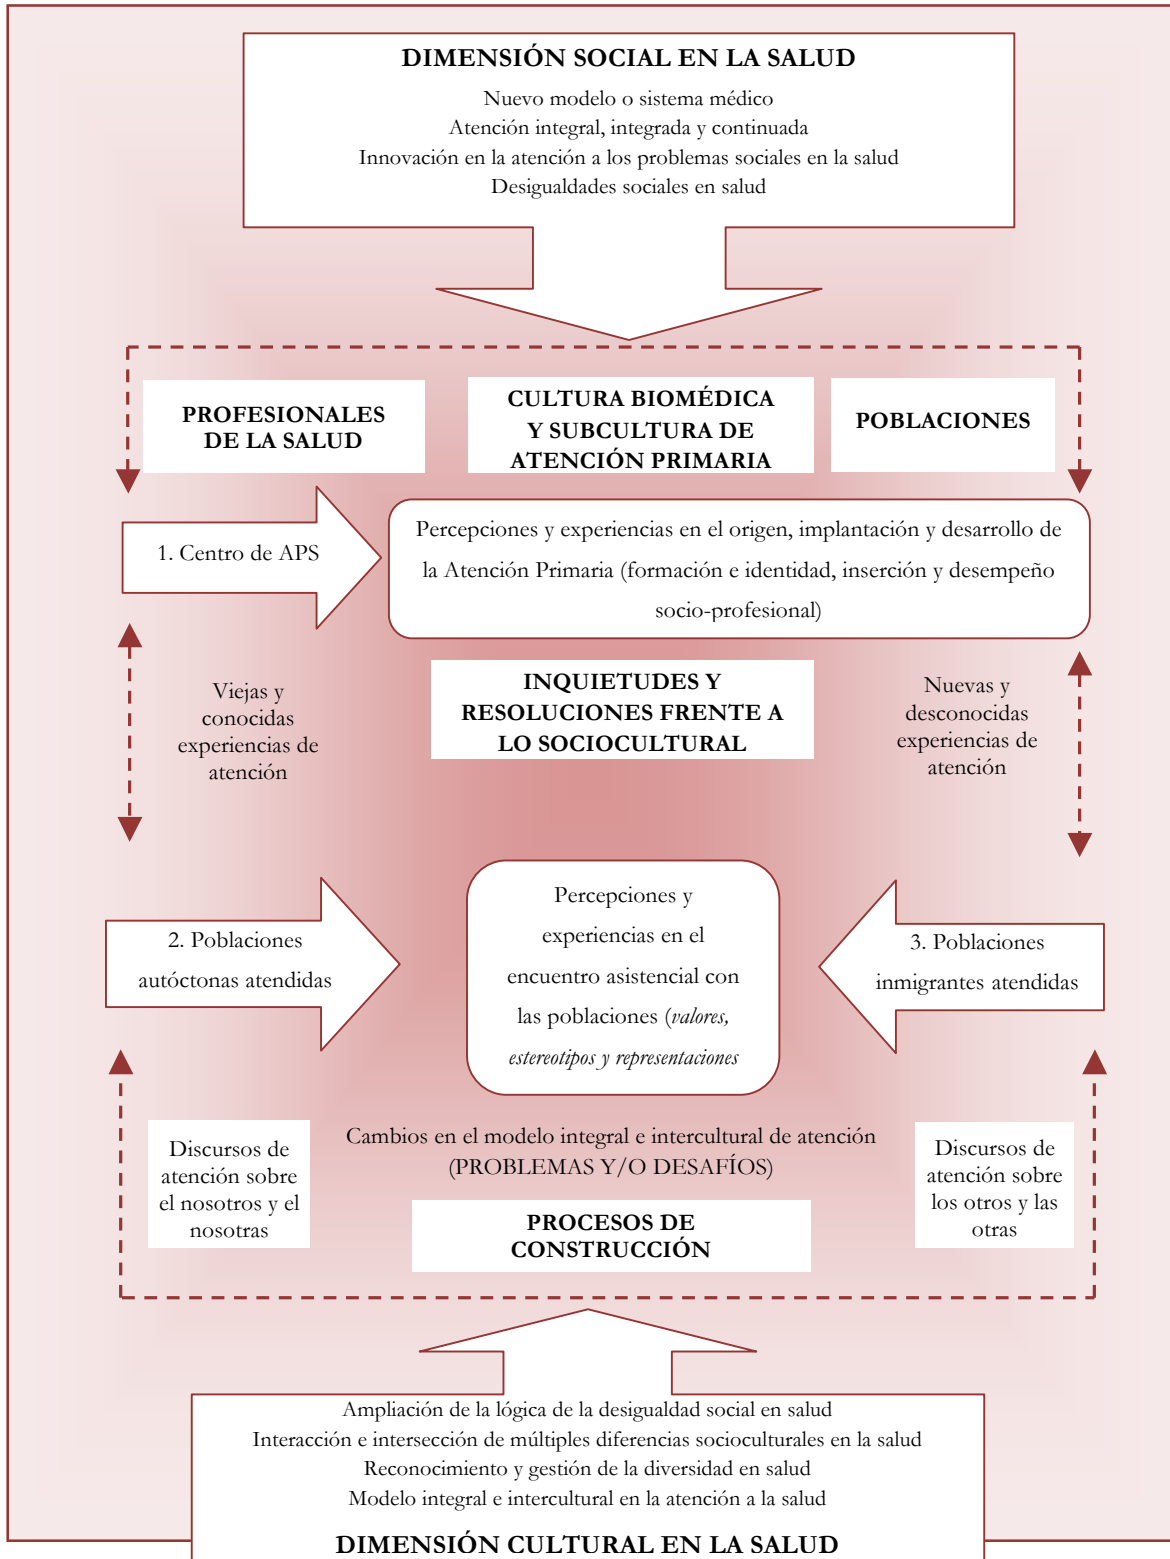 DIMENSIÓN SOCIAL EN LA SALUD
Nuevo modelo o sistema médico
Atención integral, integrada y continuada
Innovación en la atención a los problemas sociales en la salud
Desigualdades sociales en salud
PROFESIONALES
DE LA SALUD
CULTURA BIOMÉDICA
Y SUBCULTURA DE
ATENCIÓN PRIMARIA
POBLACIONES
1. Centro de APS
Percepciones y experiencias en el origen, implantación y desarrollo de
la Atención Primaria (formación e identidad, inserción y desempeño
socio-profesional)
Viejas y
conocidas
experiencias de
atención
INQUIETUDES Y
RESOLUCIONES FRENTE A
LO SOCIOCULTURAL
Nuevas y
desconocidas
experiencias de
atención
2. Poblaciones
autóctonas atendidas
Percepciones y
experiencias en el
encuentro asistencial con
las poblaciones (valores,
estereotipos y representaciones
3. Poblaciones
inmigrantes atendidas
Discursos de
atención sobre
el nosotros y el
nosotras
Cambios en el modelo integral e intercultural de atención
(PROBLEMAS Y/O DESAFÍOS)
PROCESOS DE
CONSTRUCCIÓN
Discursos de
atención sobre
los otros y las
otras
Ampliación de la lógica de la desigualdad social en salud
Interacción e intersección de múltiples diferencias socioculturales en la salud
Reconocimiento y gestión de la diversidad en salud
Modelo integral e intercultural en la atención a la salud
DIMENSIÓN CULTURAL EN LA SALUD